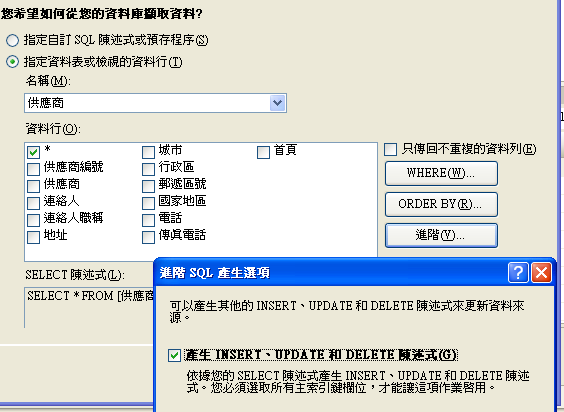 您希望如何從您的資料庫擷取資料?
指定自訂 SQL 陳述式或預存程序(S)
指定資料表或檢視的資料行(T)
名稱(M):
供應商
資料行(O):
* 城市 首頁 只傳回不重複的資料列(E)
供應商編號 行政區
供應商 郵遞區號
連絡人 國家地區
連絡人職稱 電話
地址 傳真電話
WHERE(W)...
ORDER BY(R)...
進階(V)...
SELECT 陳述式(L):
SELECT * FROM [供應商
進階 SQL 產生選項
可以產生其他的 INSERT、UPDATE 和 DELETE 陳述式來更新資料來
源。
產生 INSERT、UPDATE 和 DELETE 陳述式(G)
依據您的 SELECT 陳述式產生 INSERT、UPDATE 和 DELETE 陳述
式。您必須選取所有主索引鍵欄位，才能讓這項作業啟用。